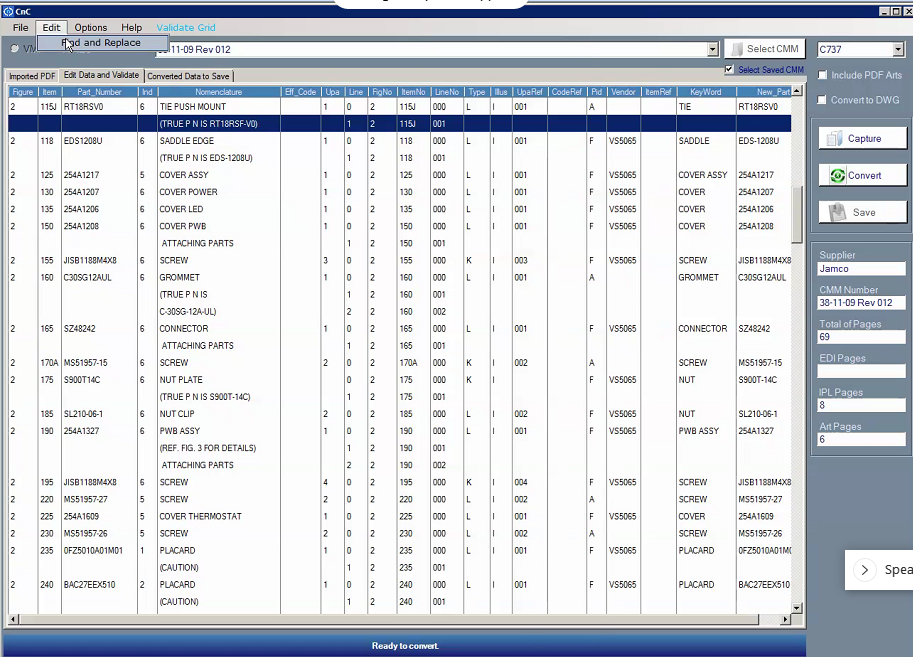 CnC
File Edit Options Help Validate Grid
Find and Replace
38-11-09 Rev 012 Select CMM C737
Select Saved CMM
Include PDF Arts
Convert to DWG
Imported PDF Edit Data and Validate Converted Data to Save
Figure Item Part_Number Ind Nomenclature Eff_Code Upa Line FigNo ItemNo LineNo Type Illus UpaRef CodeRef Pid Vendor ItemRef KeyWord New_Part
2 115J RT18RSV0 6 TIE PUSH MOUNT 1 0 2 115J 000 L I 001 A TIE RT18RSV0
(TRUE P N IS RT18RSF-V0) 1 2 115J 001
2 118 EDS1208U 6 SADDLE EDGE 1 0 2 118 000 L I 001 F VS5065 SADDLE EDS-1208U
(TRUE P N IS EDS-1208U) 1 2 118 001
2 125 254A1217 5 COVER ASSY 1 0 2 125 000 L I 001 F VS5065 COVER ASSY 254A1217
2 130 254A1207 6 COVER POWER 1 0 2 130 000 L I 001 F VS5065 COVER 254A1207
2 135 254A1206 6 COVER LED 1 0 2 135 000 L I 001 F VS5065 COVER 254A1206
2 150 254A1208 6 COVER PWB 1 0 2 150 000 L I 001 F VS5065 COVER 254A1208
ATTACHING PARTS 1 2 150 001
2 155 JISB1188M4X8 6 SCREW 3 0 2 155 000 K I 003 F VS5065 SCREW JISB1188M4X8
2 160 C30SG12AUL 6 GROMMET 1 0 2 160 000 L I 001 A GROMMET C30SG12AUL
(TRUE P N IS 1 2 160 001
C-30SG-12A-UL) 2 2 160 002
2 165 SZ48242 6 CONNECTOR 1 0 2 165 000 L I 001 F VS5065 CONNECTOR SZ48242
ATTACHING PARTS 1 2 165 001
2 170A MS51957-15 6 SCREW 2 0 2 170A 000 K I 002 A SCREW MS51957-15
2 175 S900T14C 6 NUT PLATE 0 2 175 000 K I F VS5065 NUT S900T-14C
(TRUE P N IS S900T-14C) 1 2 175 001
2 185 SL210-06-1 6 NUT CLIP 2 0 2 185 000 L I 002 F VS5065 NUT SL210-06-1
2 190 254A1327 6 PWB ASSY 1 0 2 190 000 L I 001 F VS5065 PWB ASSY 254A1327
(REF. FIG. 3 FOR DETAILS) 1 2 190 001
ATTACHING PARTS 2 2 190 002
2 195 JISB1188M4X8 6 SCREW 4 0 2 195 000 K I 004 F VS5065 SCREW JISB1188M4X8
2 220 MS51957-27 5 SCREW 2 0 2 220 000 L I 002 A SCREW MS51957-27
2 225 254A1609 5 COVER THERMOSTAT 1 0 2 225 000 L I 001 F VS5065 COVER 254A1609
2 230 MS51957-26 5 SCREW 2 0 2 230 000 L I 002 A SCREW MS51957-26
2 235 0FZ5010A01M01 1 PLACARD 1 0 2 235 000 L I 001 F VS5065 PLACARD 0FZ5010A01M(
(CAUTION) 1 2 235 001
2 240 BAC27EEX510 2 PLACARD 1 0 2 240 000 L I 001 F VS5065 PLACARD BAC27EEX510
(CAUTION) 1 2 240 001
Capture
Convert
Save
Supplier
Jamco
CMM Number
38-11-09 Rev 012
Total of Pages
69
EDI Pages
IPL Pages
8
Art Pages
6
Spea
Ready to convert.